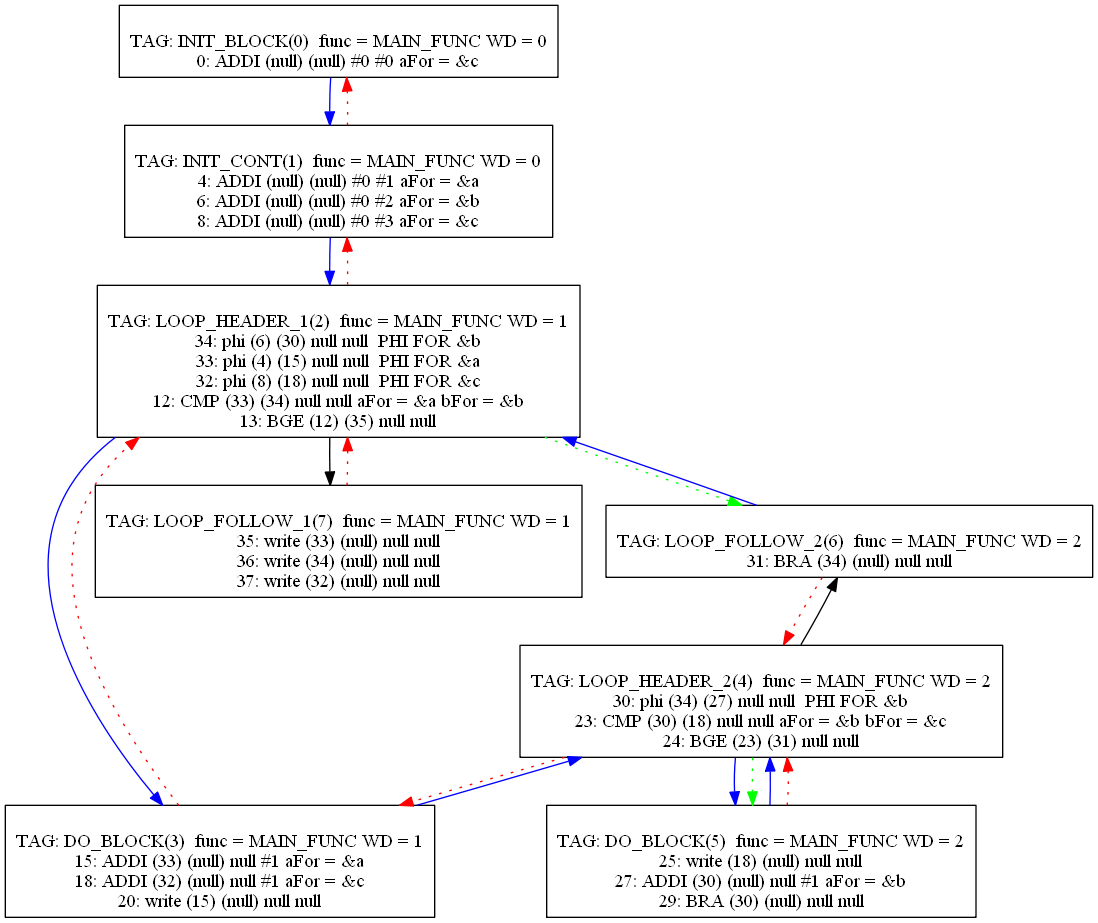 TAG: INIT_BLOCK(0) func = MAIN_FUNC WD = 0
0: ADDI (null) (null) #0 #0 aFor = &c
TAG: INIT_CONT(1) func = MAIN_FUNC WD = 0
4: ADDI (null) (null) #0 #1 aFor = &a
6: ADDI (null) (null) #0 #2 aFor = &b
8: ADDI (null) (null) #0 #3 aFor = &c
TAG: LOOP_HEADER_1(2) func = MAIN_FUNC WD = 1
34: phi (6) (30) null null PHI FOR &b
33: phi (4) (15) null null PHI FOR &a
32: phi (8) (18) null null PHI FOR &c
12: CMP (33) (34) null null aFor = &a bFor = &b
13: BGE (12) (35) null null
TAG: LOOP_FOLLOW_1(7) func = MAIN_FUNC WD = 1
35: write (33) (null) null null
36: write (34) (null) null null
37: write (32) (null) null null
TAG: LOOP_FOLLOW_2(6) func = MAIN_FUNC WD = 2
31: BRA (34) (null) null null
TAG: LOOP_HEADER_2(4) func = MAIN_FUNC WD = 2
30: phi (34) (27) null null PHI FOR &b
23: CMP (30) (18) null null aFor = &b bFor = &c
24: BGE (23) (31) null null
TAG: DO_BLOCK(3) func = MAIN_FUNC WD = 1
15: ADDI (33) (null) null #1 aFor = &a
18: ADDI (32) (null) null #1 aFor = &c
20: write (15) (null) null null
TAG: DO_BLOCK(5) func = MAIN_FUNC WD = 2
25: write (18) (null) null null
27: ADDI (30) (null) null #1 aFor = &b
29: BRA (30) (null) null null